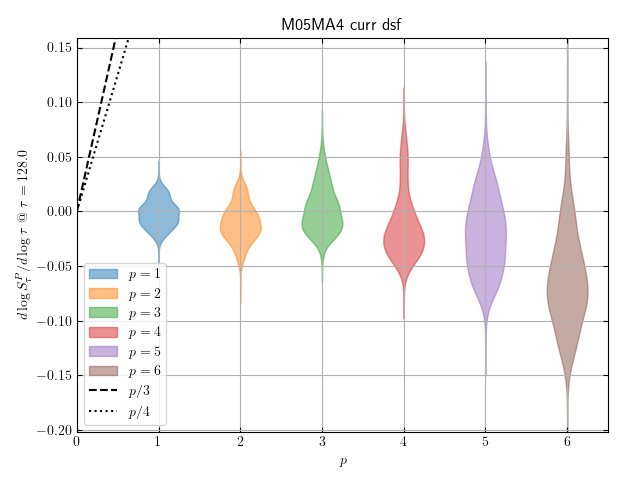 M05MA4 curr dsf
0.15
0.10
0.05
0.00
−0.05
−0.10
−0.15
−0.20
d log S_τ^P / d log τ @ τ = 128.0
p = 1
p = 2
p = 3
p = 4
p = 5
p = 6
p/3
p/4
0 1 2 3 4 5 6
p